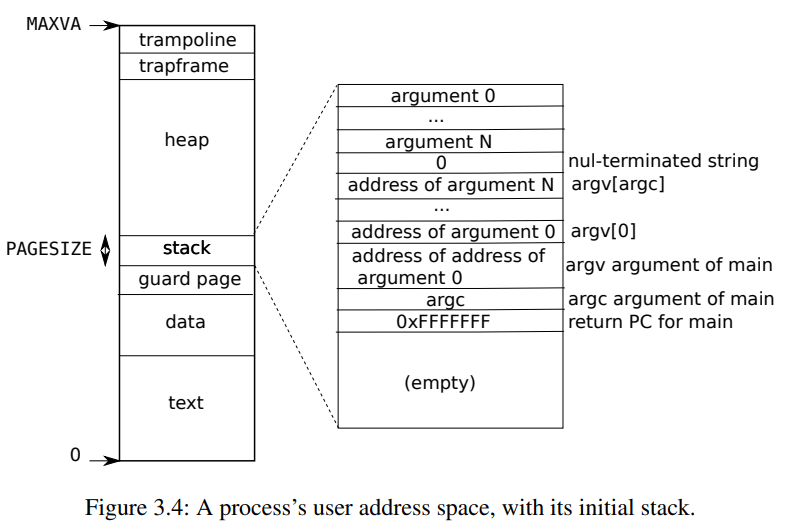 MAXVA
trampoline
trapframe
heap
PAGESIZE
stack
guard page
data
text
0
argument 0
...
argument N
0
nul-terminated string
address of argument N
argv[argc]
...
address of argument 0
argv[0]
address of address of
argument 0
argv argument of main
argc
argc argument of main
0xFFFFFFF
return PC for main
(empty)
Figure 3.4: A process’s user address space, with its initial stack.